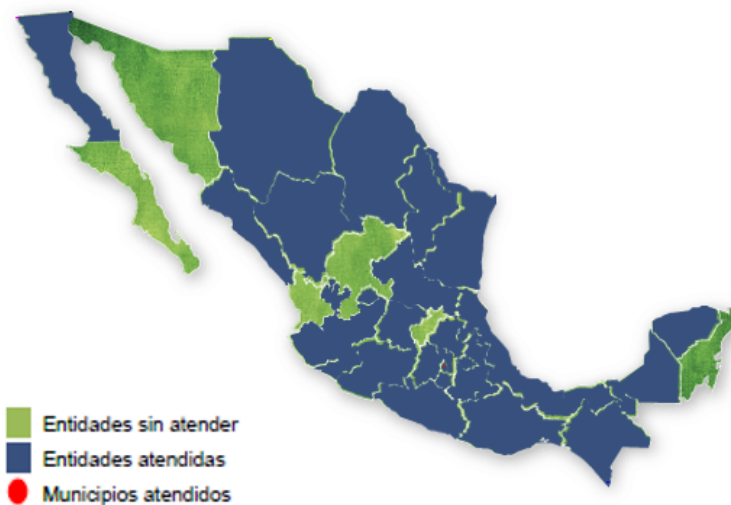 Entidades sin atender
Entidades atendidas
Municipios atendidos